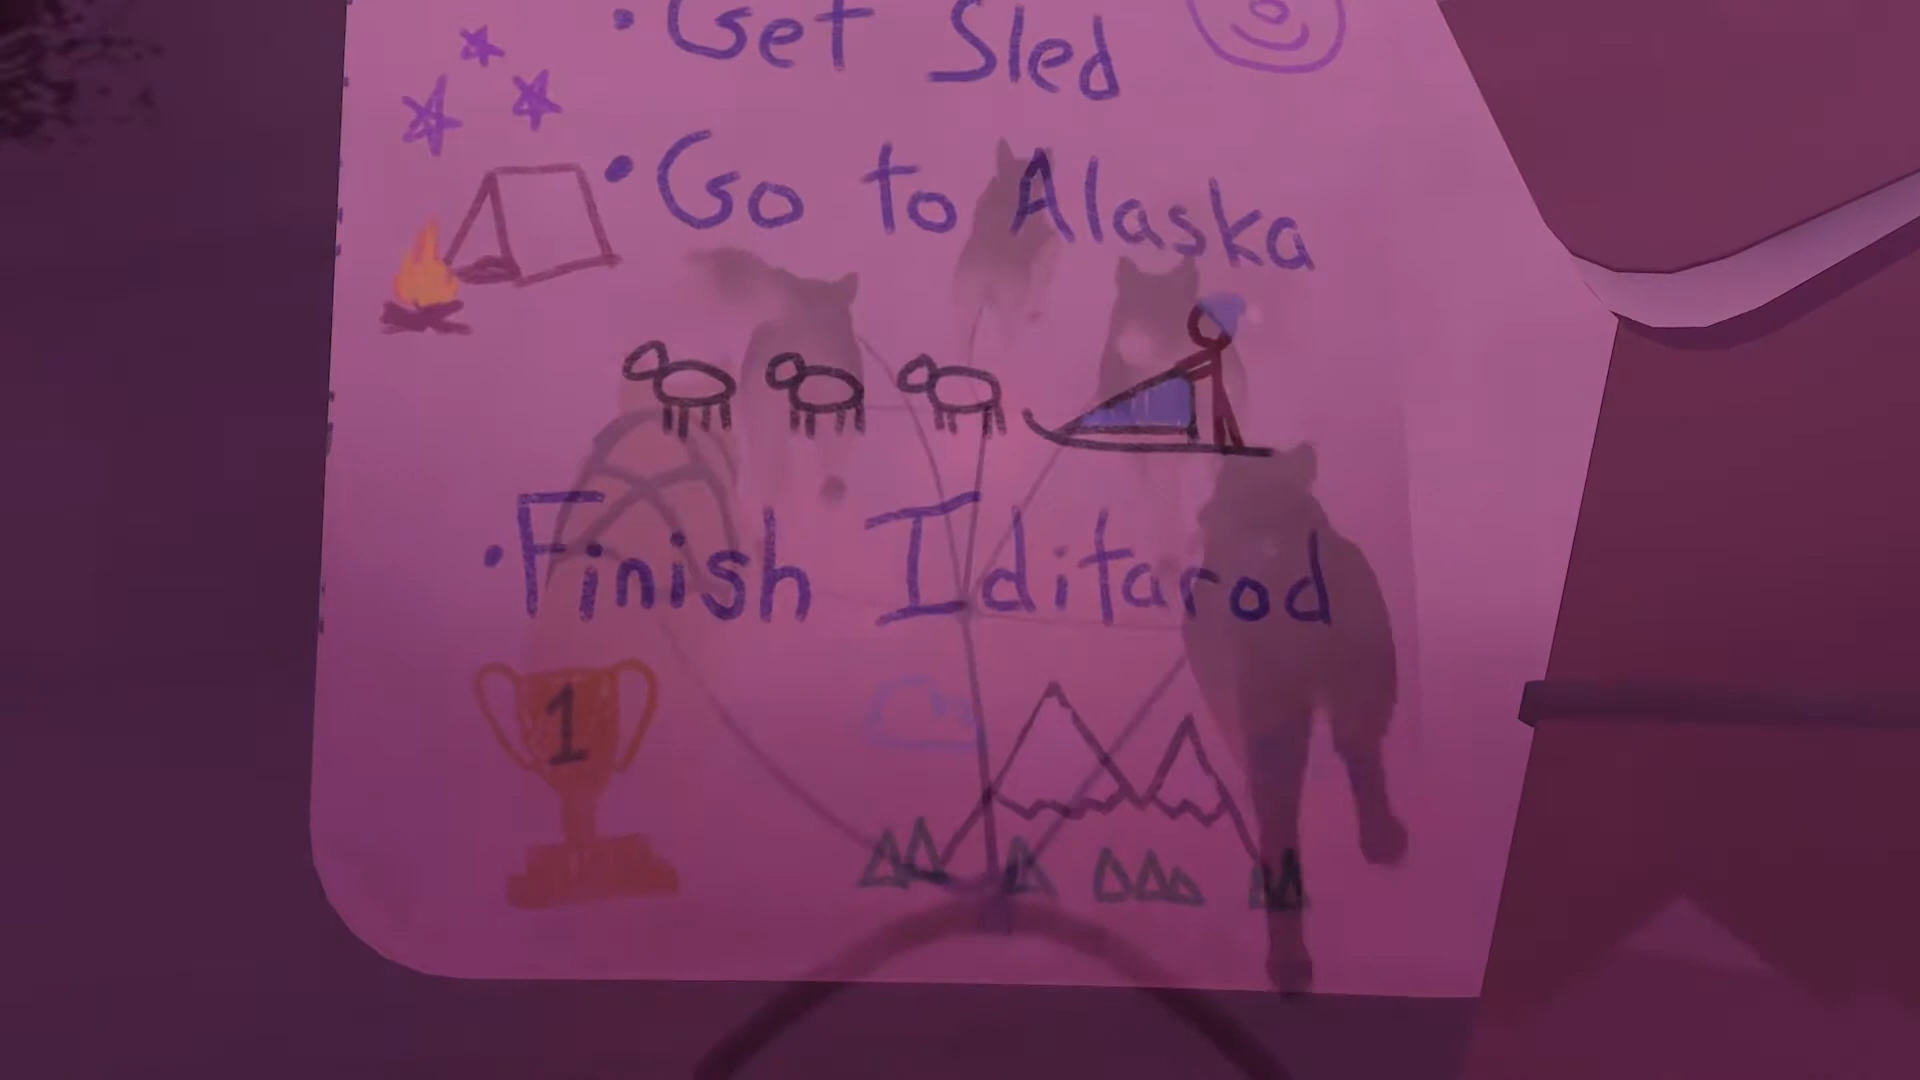 • Get Sled
• Go to Alaska
• Finish Iditarod
1